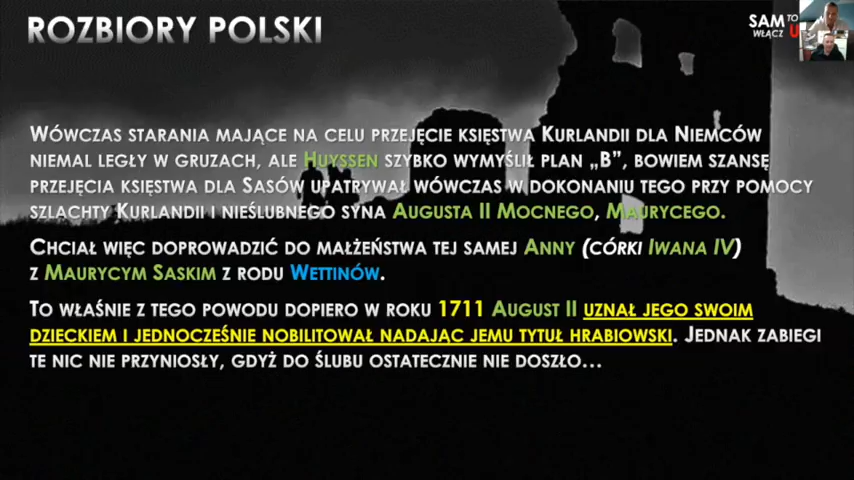 ROZBIORY POLSKI
SAM TO
WŁĄCZ
WÓWCZAS STARANIA MAJĄCE NA CELU PRZEJĘCIE KSIĘSTWA KURLANDII DLA NIEMCÓW
NIEMAL LEGŁY W GRUZACH, ALE HUYSSEN SZYBKO WYMYŚLIŁ PLAN „B”, BOWIEM SZANSĘ
PRZEJĘCIA KSIĘSTWA DLA SASÓW UPATRYWAŁ WÓWCZAS W DOKONANIU TEGO PRZY POMOCY
SZLACHTY KURLANDII I NIEŚLUBNEGO SYNA AUGUSTA II MOCNEGO, MAURYCEGO.
CHCIAŁ WIĘC DOPROWADZIĆ DO MAŁŻEŃSTWA TEJ SAMEJ ANNY (CÓRKI IWANA IV)
Z MAURYCYM SASKIM Z RODU WETTINÓW.
TO WŁAŚNIE Z TEGO POWODU DOPIERO W ROKU 1711 AUGUST II UZNAŁ JEGO SWOIM
DZIECKIEM I JEDNOCZEŚNIE NOBILITOWAŁ NADAJĄC JEMU TYTUŁ HRABIOWSKI. JEDNAK ZABIEGI
TE NIC NIE PRZYNIOSŁY, GDYŻ DO ŚLUBU OSTATECZNIE NIE DOSZŁO...